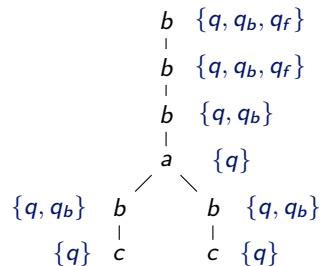 b {q, q_b, q_f}
b {q, q_b, q_f}
b {q, q_b}
a {q}
{q, q_b} b b {q, q_b}
{q} c c {q}